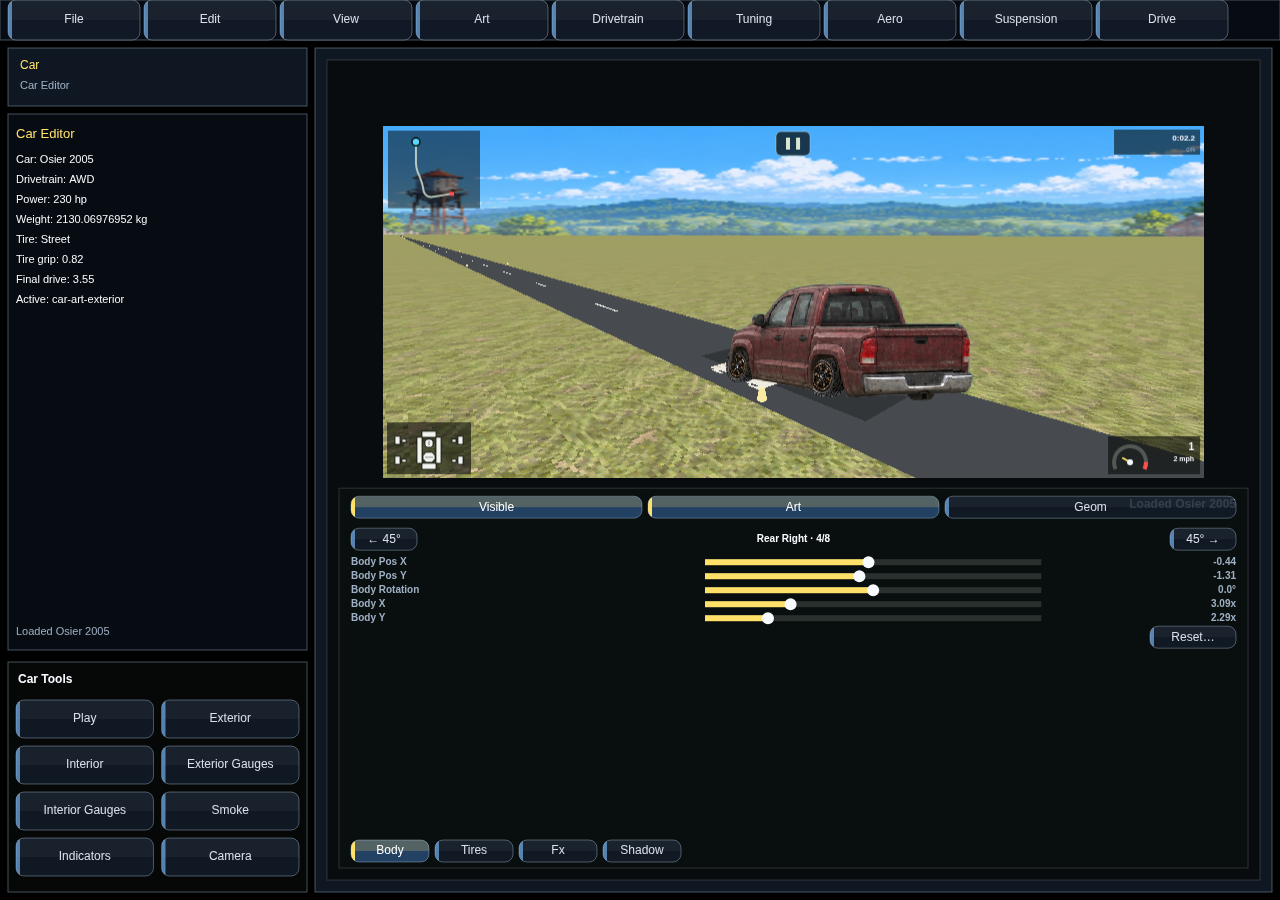 File Edit View Art Drivetrain Tuning Aero Suspension Drive
Car
Car Editor
Car Editor
Car: Osier 2005
Drivetrain: AWD
Power: 230 hp
Weight: 2130.06976952 kg
Tire: Street
Tire grip: 0.82
Final drive: 3.55
Active: car-art-exterior
Loaded Osier 2005
Car Tools
Play Exterior
Interior Exterior Gauges
Interior Gauges Smoke
Indicators Camera
0:02.2
1
2 mph
Visible Art Geom Loaded Osier 2005
← 45° Rear Right · 4/8 45° →
Body Pos X -0.44
Body Pos Y -1.31
Body Rotation 0.0°
Body X 3.09x
Body Y 2.29x
Reset…
Body Tires Fx Shadow